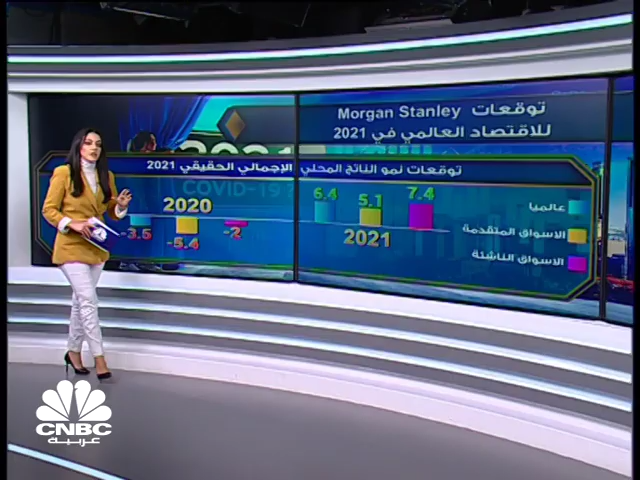 توقعات Morgan Stanley
للاقتصاد العالمي في 2021
توقعات نمو الناتج المحلي الإجمالي الحقيقي 2021
COVID-19
2020
-3.5
-5.4
-2
6.4
5.1
7.4
2021
عالميا
الاسواق المتقدمة
الاسواق الناشئة
CNBC
عربية